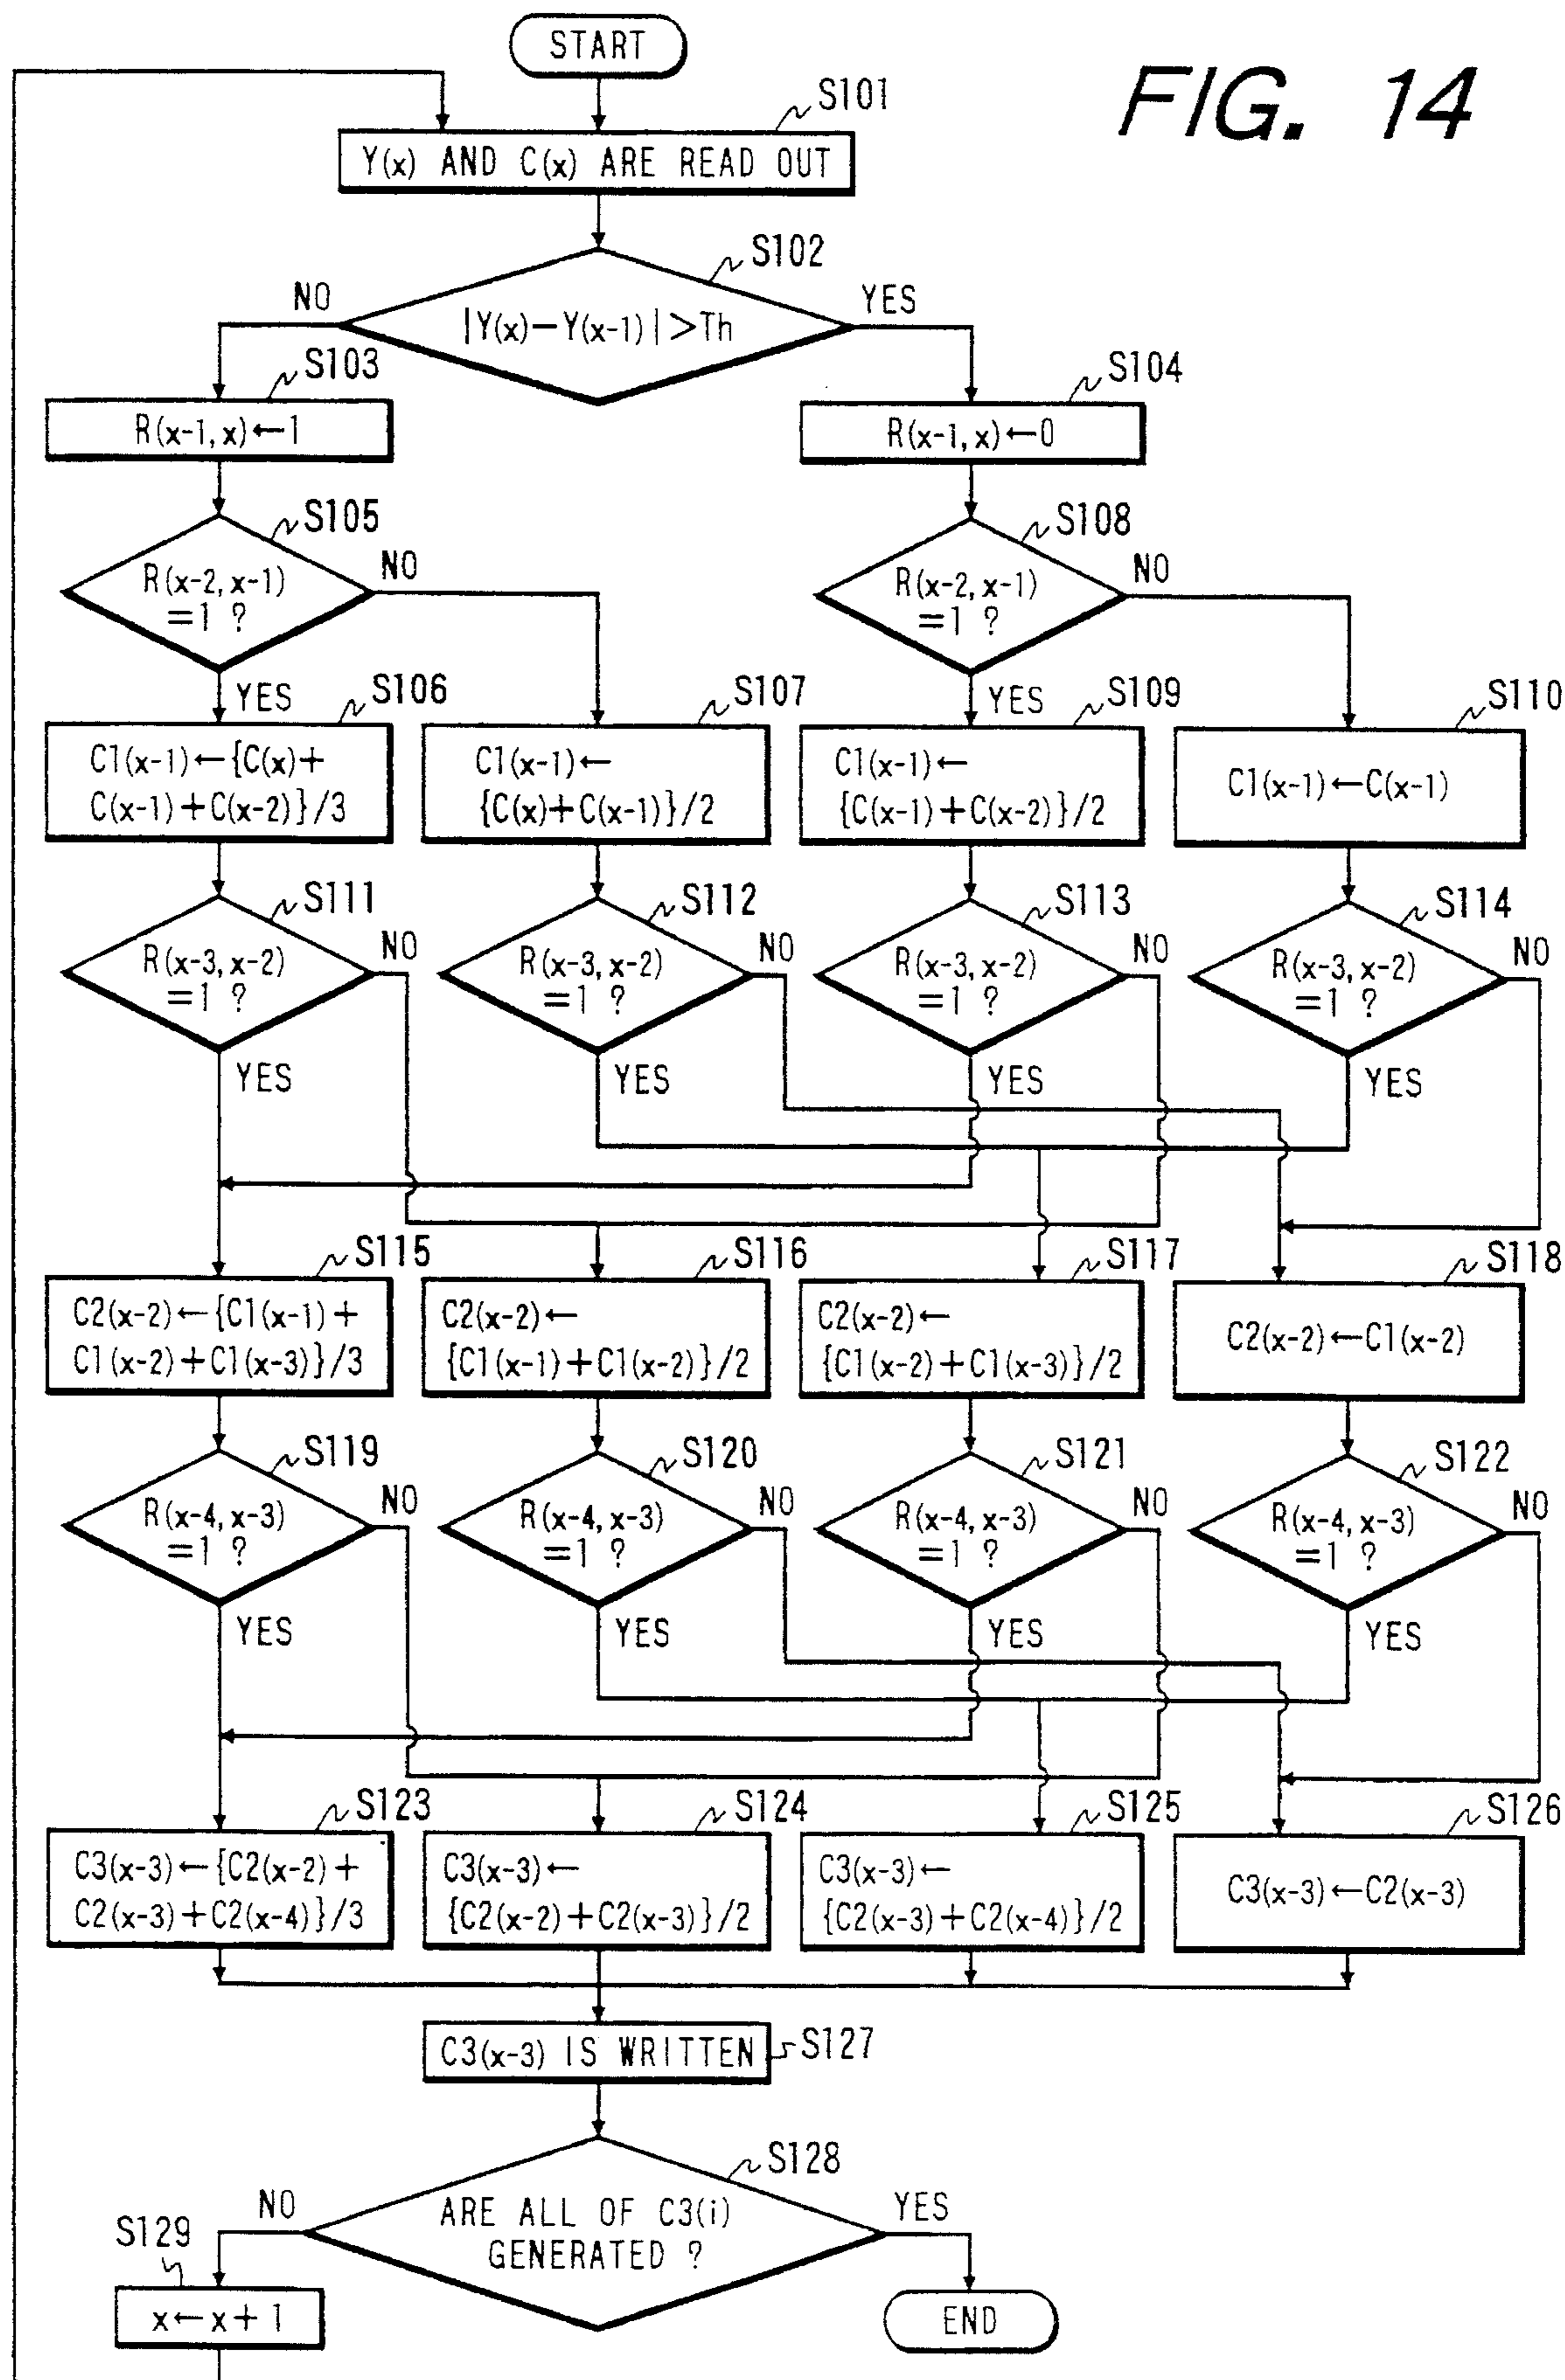 FIG. 14
START
S101
Y(x) AND C(x) ARE READ OUT
S102
NO
|Y(x)−Y(x-1)|>Th
YES
S103
R(x-1,x)←1
S104
R(x-1,x)←0
S105
R(x-2,x-1)
=1 ?
NO
YES
S108
R(x-2,x-1)
=1 ?
NO
YES
S106
C1(x-1)←{C(x)+
C(x-1)+C(x-2)}/3
S107
C1(x-1)←
{C(x)+C(x-1)}/2
S109
C1(x-1)←
{C(x-1)+C(x-2)}/2
S110
C1(x-1)←C(x-1)
S111
R(x-3,x-2)
=1 ?
NO
YES
S112
R(x-3,x-2)
=1 ?
NO
YES
S113
R(x-3,x-2)
=1 ?
NO
YES
S114
R(x-3,x-2)
=1 ?
NO
YES
S115
C2(x-2)←{C1(x-1)+
C1(x-2)+C1(x-3)}/3
S116
C2(x-2)←
{C1(x-1)+C1(x-2)}/2
S117
C2(x-2)←
{C1(x-2)+C1(x-3)}/2
S118
C2(x-2)←C1(x-2)
S119
R(x-4,x-3)
=1 ?
NO
YES
S120
R(x-4,x-3)
=1 ?
NO
YES
S121
R(x-4,x-3)
=1 ?
NO
YES
S122
R(x-4,x-3)
=1 ?
NO
YES
S123
C3(x-3)←{C2(x-2)+
C2(x-3)+C2(x-4)}/3
S124
C3(x-3)←
{C2(x-2)+C2(x-3)}/2
S125
C3(x-3)←
{C2(x-3)+C2(x-4)}/2
S126
C3(x-3)←C2(x-3)
C3(x-3) IS WRITTEN
S127
S128
NO
ARE ALL OF C3(i)
GENERATED ?
YES
S129
x←x+1
END